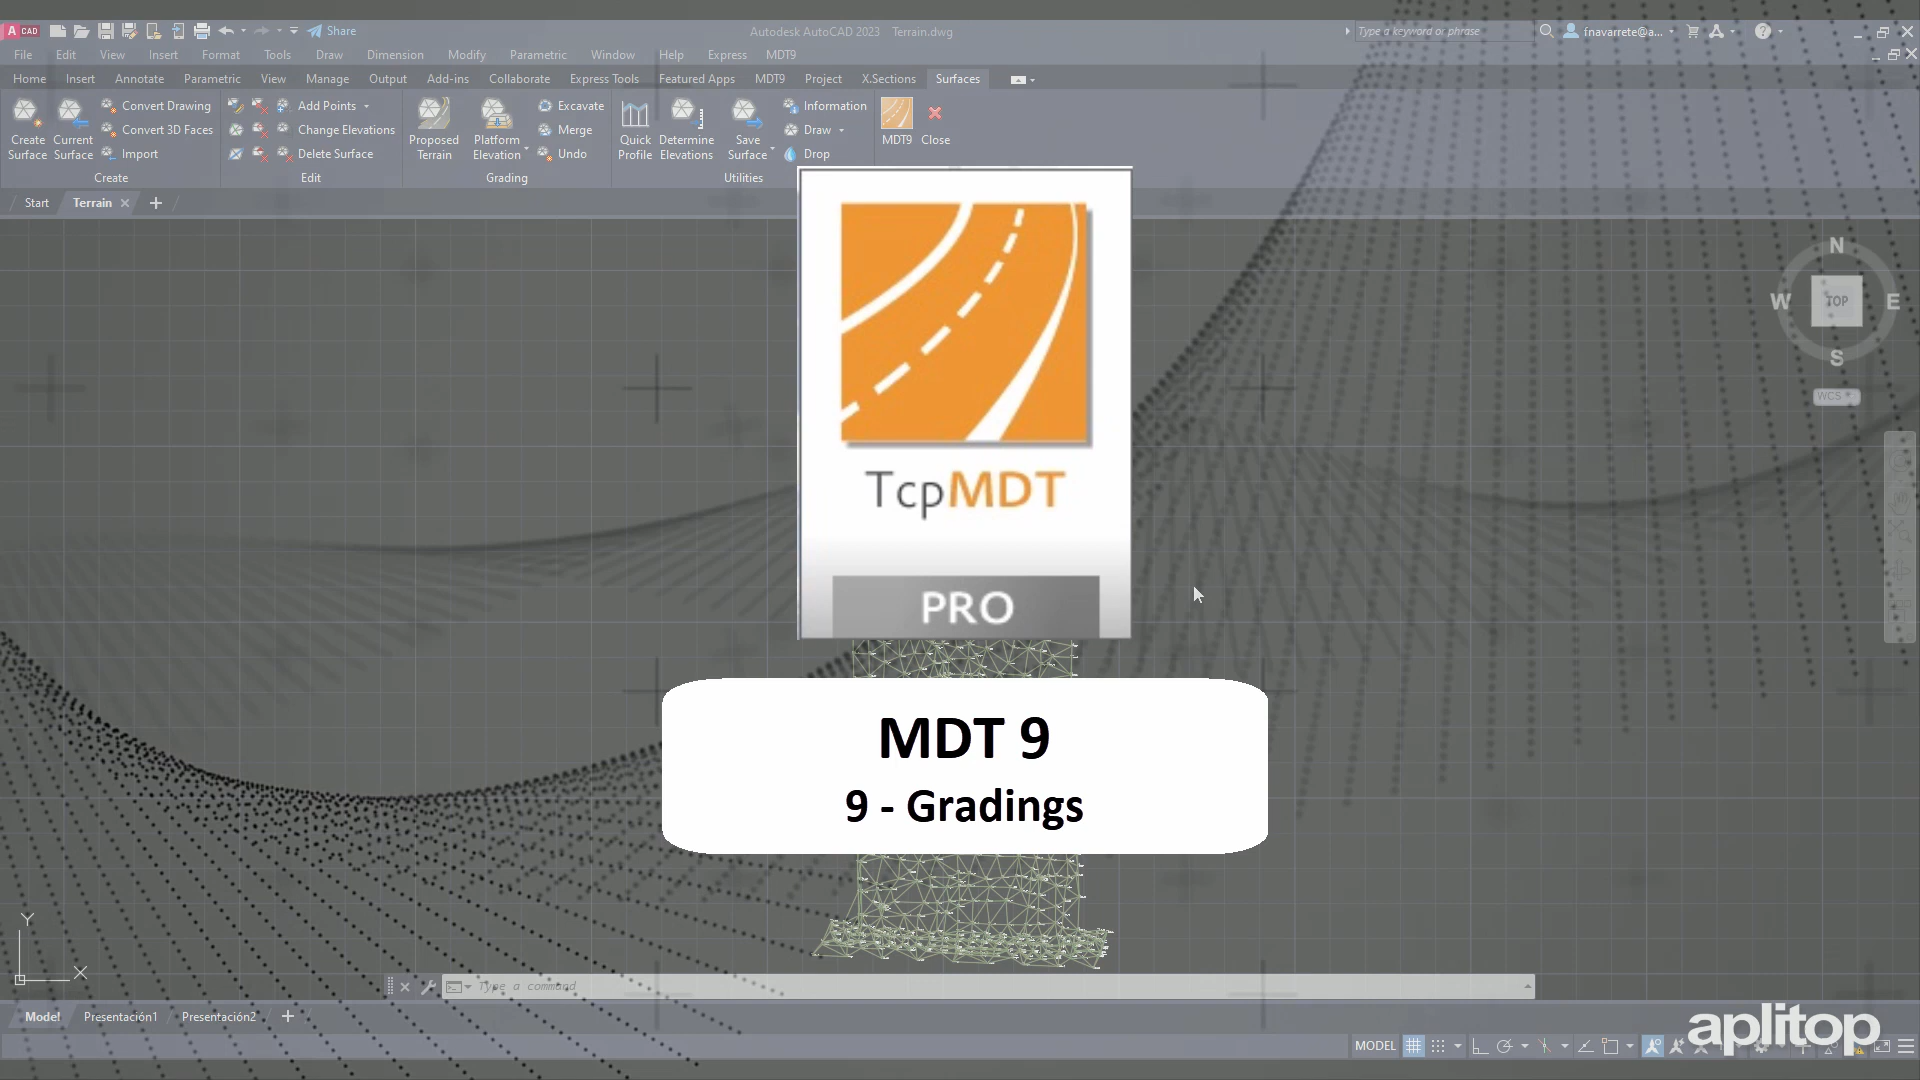 A CAD
Share
Autodesk AutoCAD 2023 Terrain.dwg
Type a keyword or phrase
fnavarrete@a...
File Edit View Insert Format Tools Draw Dimension Modify Parametric Window Help Express MDT9
Home Insert Annotate Parametric View Manage Output Add-ins Collaborate Express Tools Featured Apps MDT9 Project X.Sections Surfaces
Create Surface
Current Surface
Convert Drawing
Convert 3D Faces
Import
Create
Add Points
Change Elevations
Delete Surface
Edit
Proposed Terrain
Platform Elevation
Excavate
Merge
Undo
Grading
Quick Profile
Determine Elevations
Save Surface
Information
Draw
Drop
Utilities
MDT9
Close
Start Terrain
N
W TOP E
S
WCS
TcpMDT
PRO
MDT 9
9 - Gradings
Y
X
Type a command
Model Presentación1 Presentación2
MODEL
aplitop